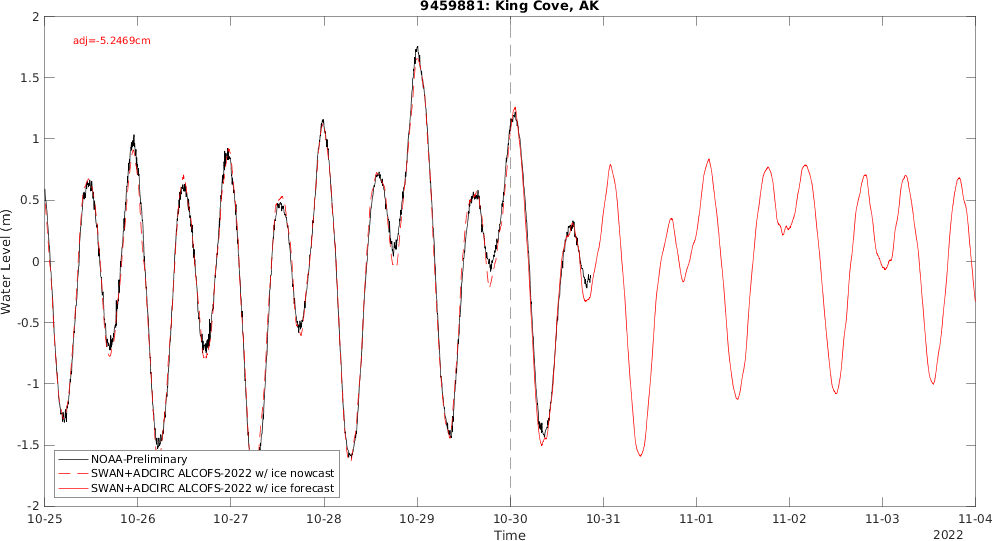 9459881: King Cove, AK
adj=-5.2469cm
2
1.5
1
0.5
0
-0.5
-1
-1.5
-2
Water Level (m)
NOAA-Preliminary
SWAN+ADCIRC ALCOFS-2022 w/ ice nowcast
SWAN+ADCIRC ALCOFS-2022 w/ ice forecast
10-25 10-26 10-27 10-28 10-29 10-30 10-31 11-01 11-02 11-03 11-04
Time
2022